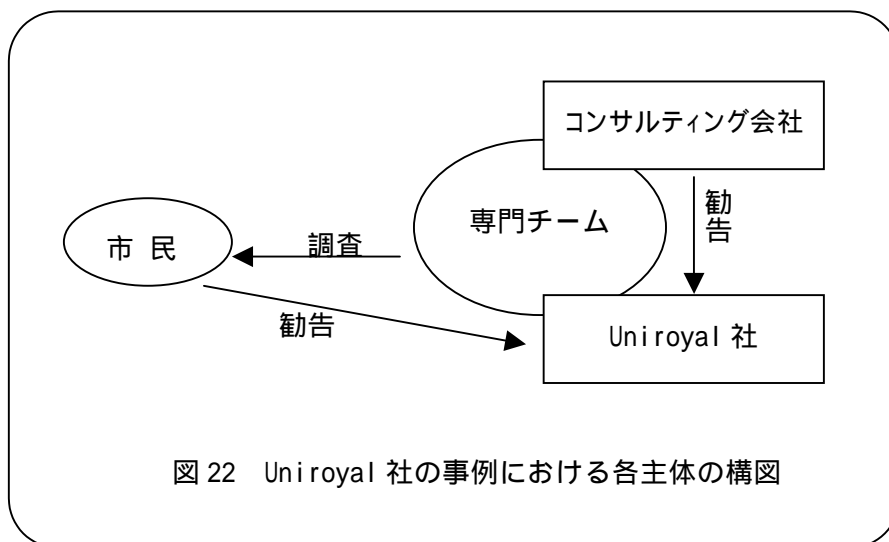 コンサルティング会社
専門チーム
勧告
市 民
調査
勧告
Uniroyal 社
図 22　Uniroyal 社の事例における各主体の構図